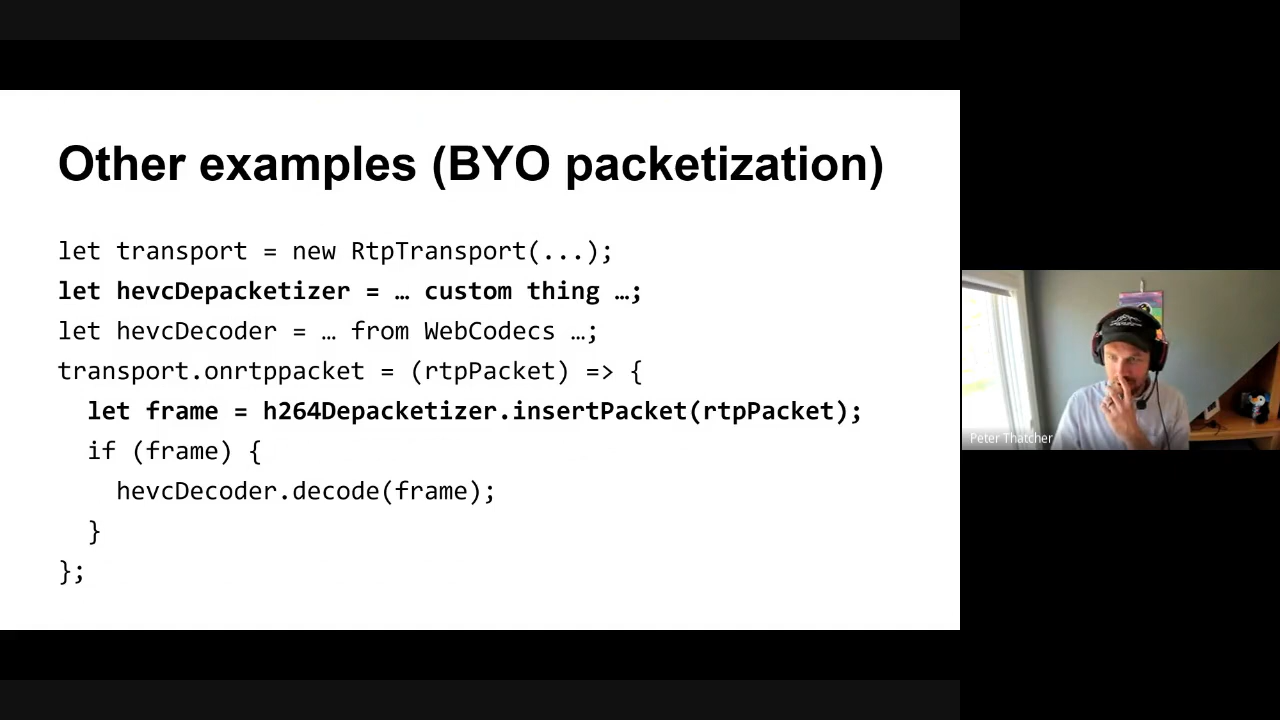 Other examples (BYO packetization)
let transport = new RtpTransport(...);
let hevcDepacketizer = … custom thing …;
let hevcDecoder = … from WebCodecs …;
transport.onrtppacket = (rtpPacket) => {
let frame = h264Depacketizer.insertPacket(rtpPacket);
if (frame) {
hevcDecoder.decode(frame);
}
};
Peter Thatcher